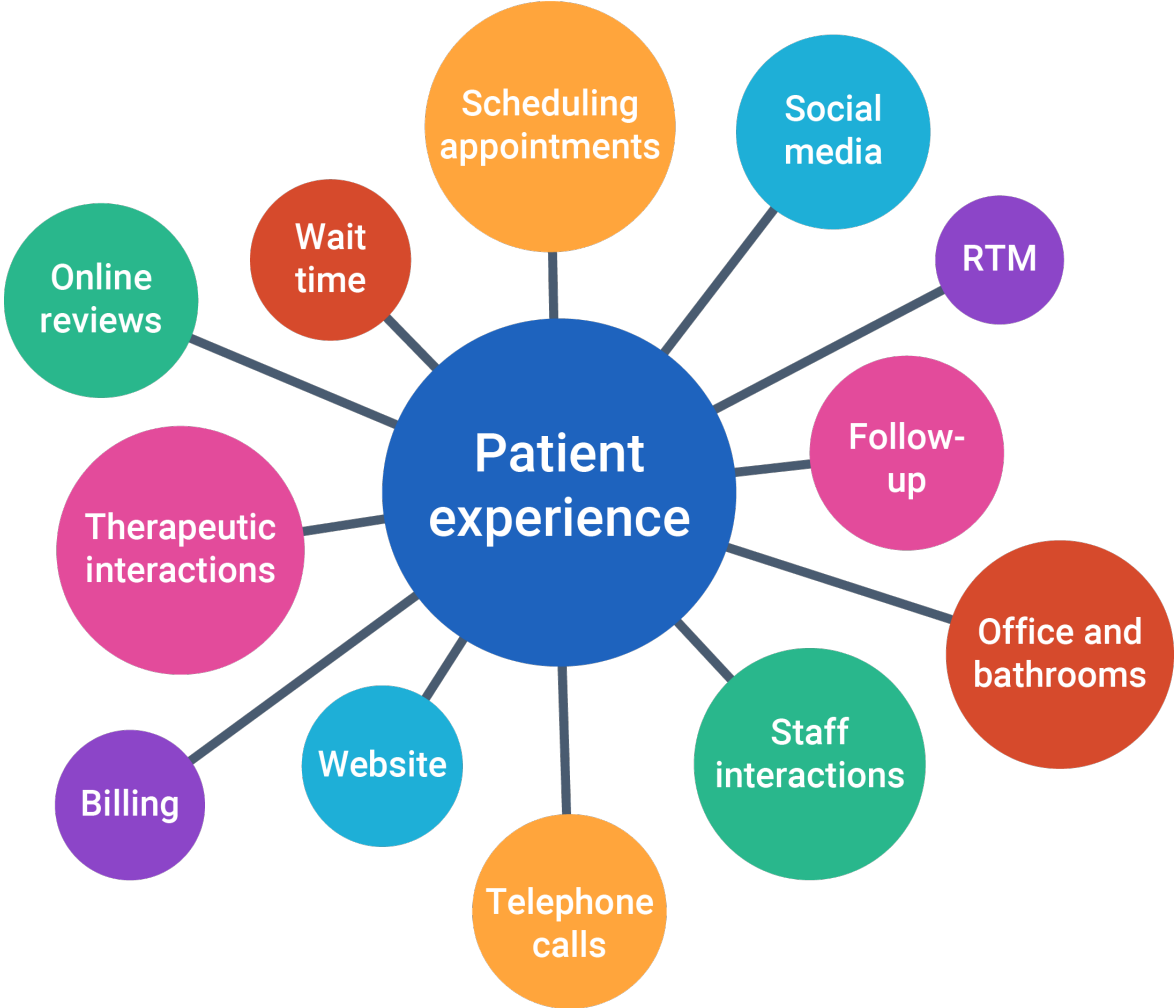 Scheduling
appointments
Social
media
Wait
time
RTM
Online
reviews
Follow-
up
Patient
experience
Therapeutic
interactions
Office and
bathrooms
Staff
interactions
Website
Billing
Telephone
calls